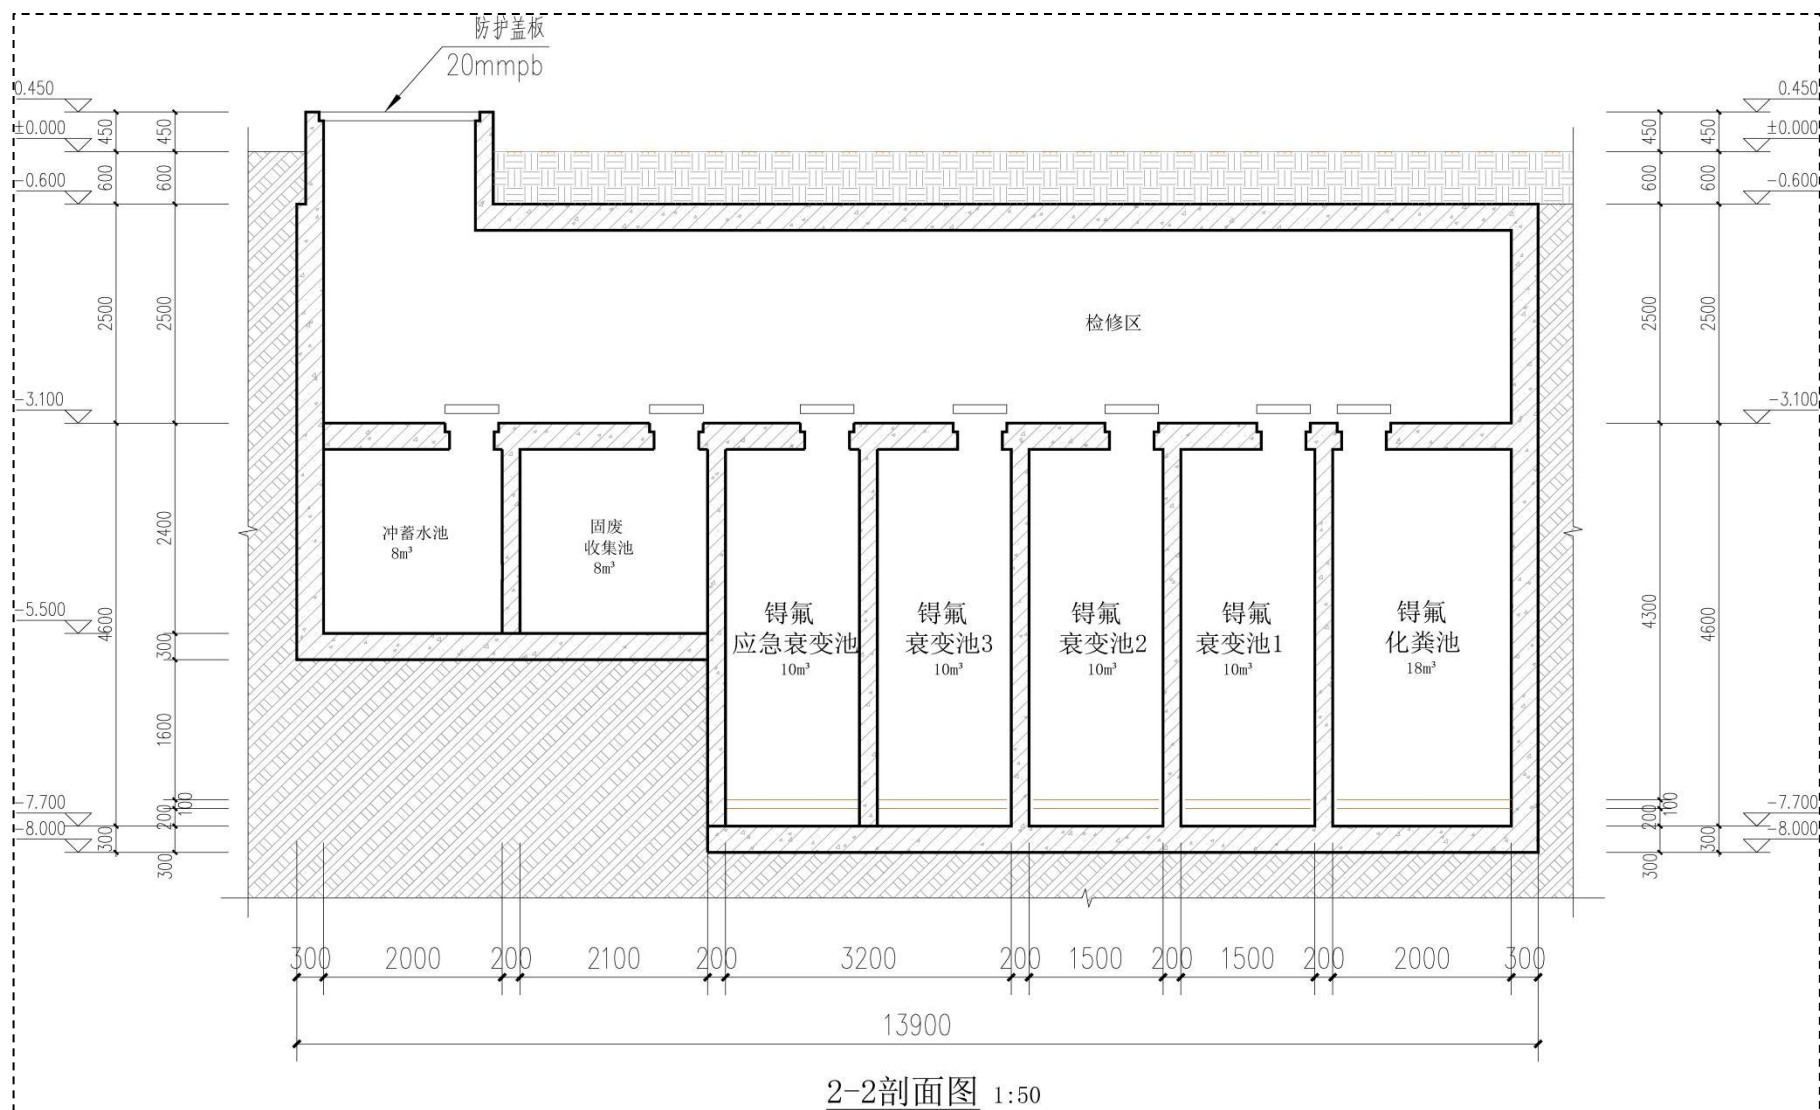 防护盖板
20mmpb
0.450
±0.000
-0.600
-3.100
-5.500
-7.700
-8.000
450
600
2500
4600
300
450
600
2500
2400
300
1600
100
200
300
检修区
冲蓄水池
8m³
固废
收集池
8m³
锝氟
应急衰变池
10m³
锝氟
衰变池3
10m³
锝氟
衰变池2
10m³
锝氟
衰变池1
10m³
锝氟
化粪池
18m³
450
600
2500
4300
100
200
300
450
600
2500
4600
300
0.450
±0.000
-0.600
-3.100
-7.700
-8.000
300 2000 200 2100 200 3200 200 1500 200 1500 200 2000 300
13900
2-2剖面图 1:50